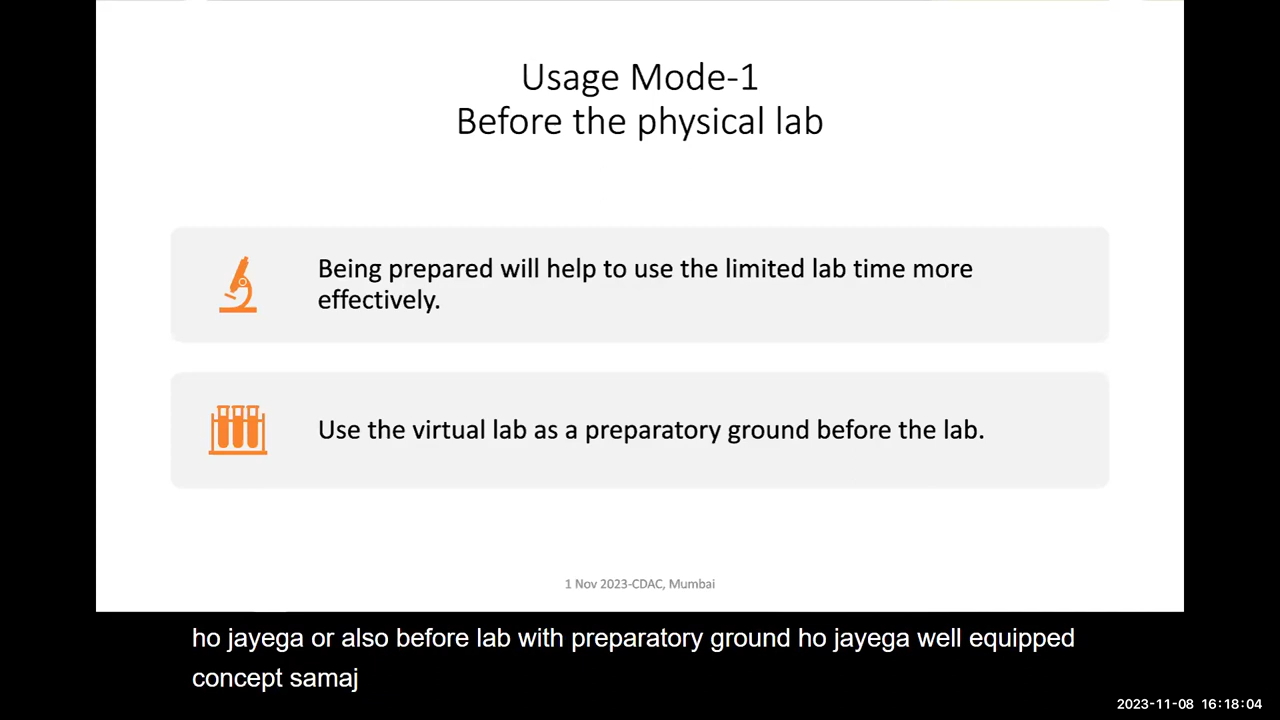 Usage Mode-1
Before the physical lab
Being prepared will help to use the limited lab time more
effectively.
Use the virtual lab as a preparatory ground before the lab.
1 Nov 2023-CDAC, Mumbai
ho jayega or also before lab with preparatory ground ho jayega well equipped
concept samaj
2023-11-08 16:18:04